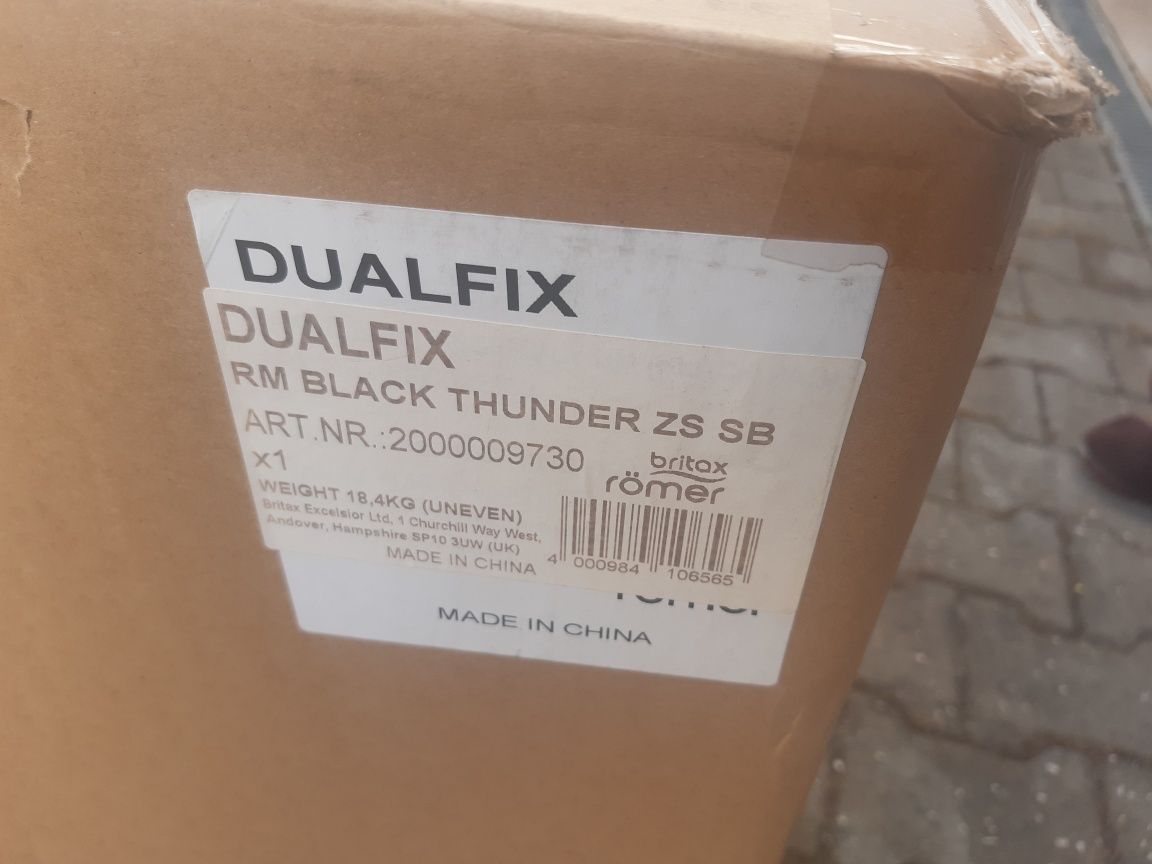 DUALFIX
DUALFIX
RM BLACK THUNDER ZS SB
ART.NR.:2000009730
x1
britax
römer
WEIGHT 18,4KG (UNEVEN)
Britax Excelsior Ltd, 1 Churchill Way West,
Andover, Hampshire SP10 3UW (UK)
MADE IN CHINA
4 000984 106565
römer
MADE IN CHINA